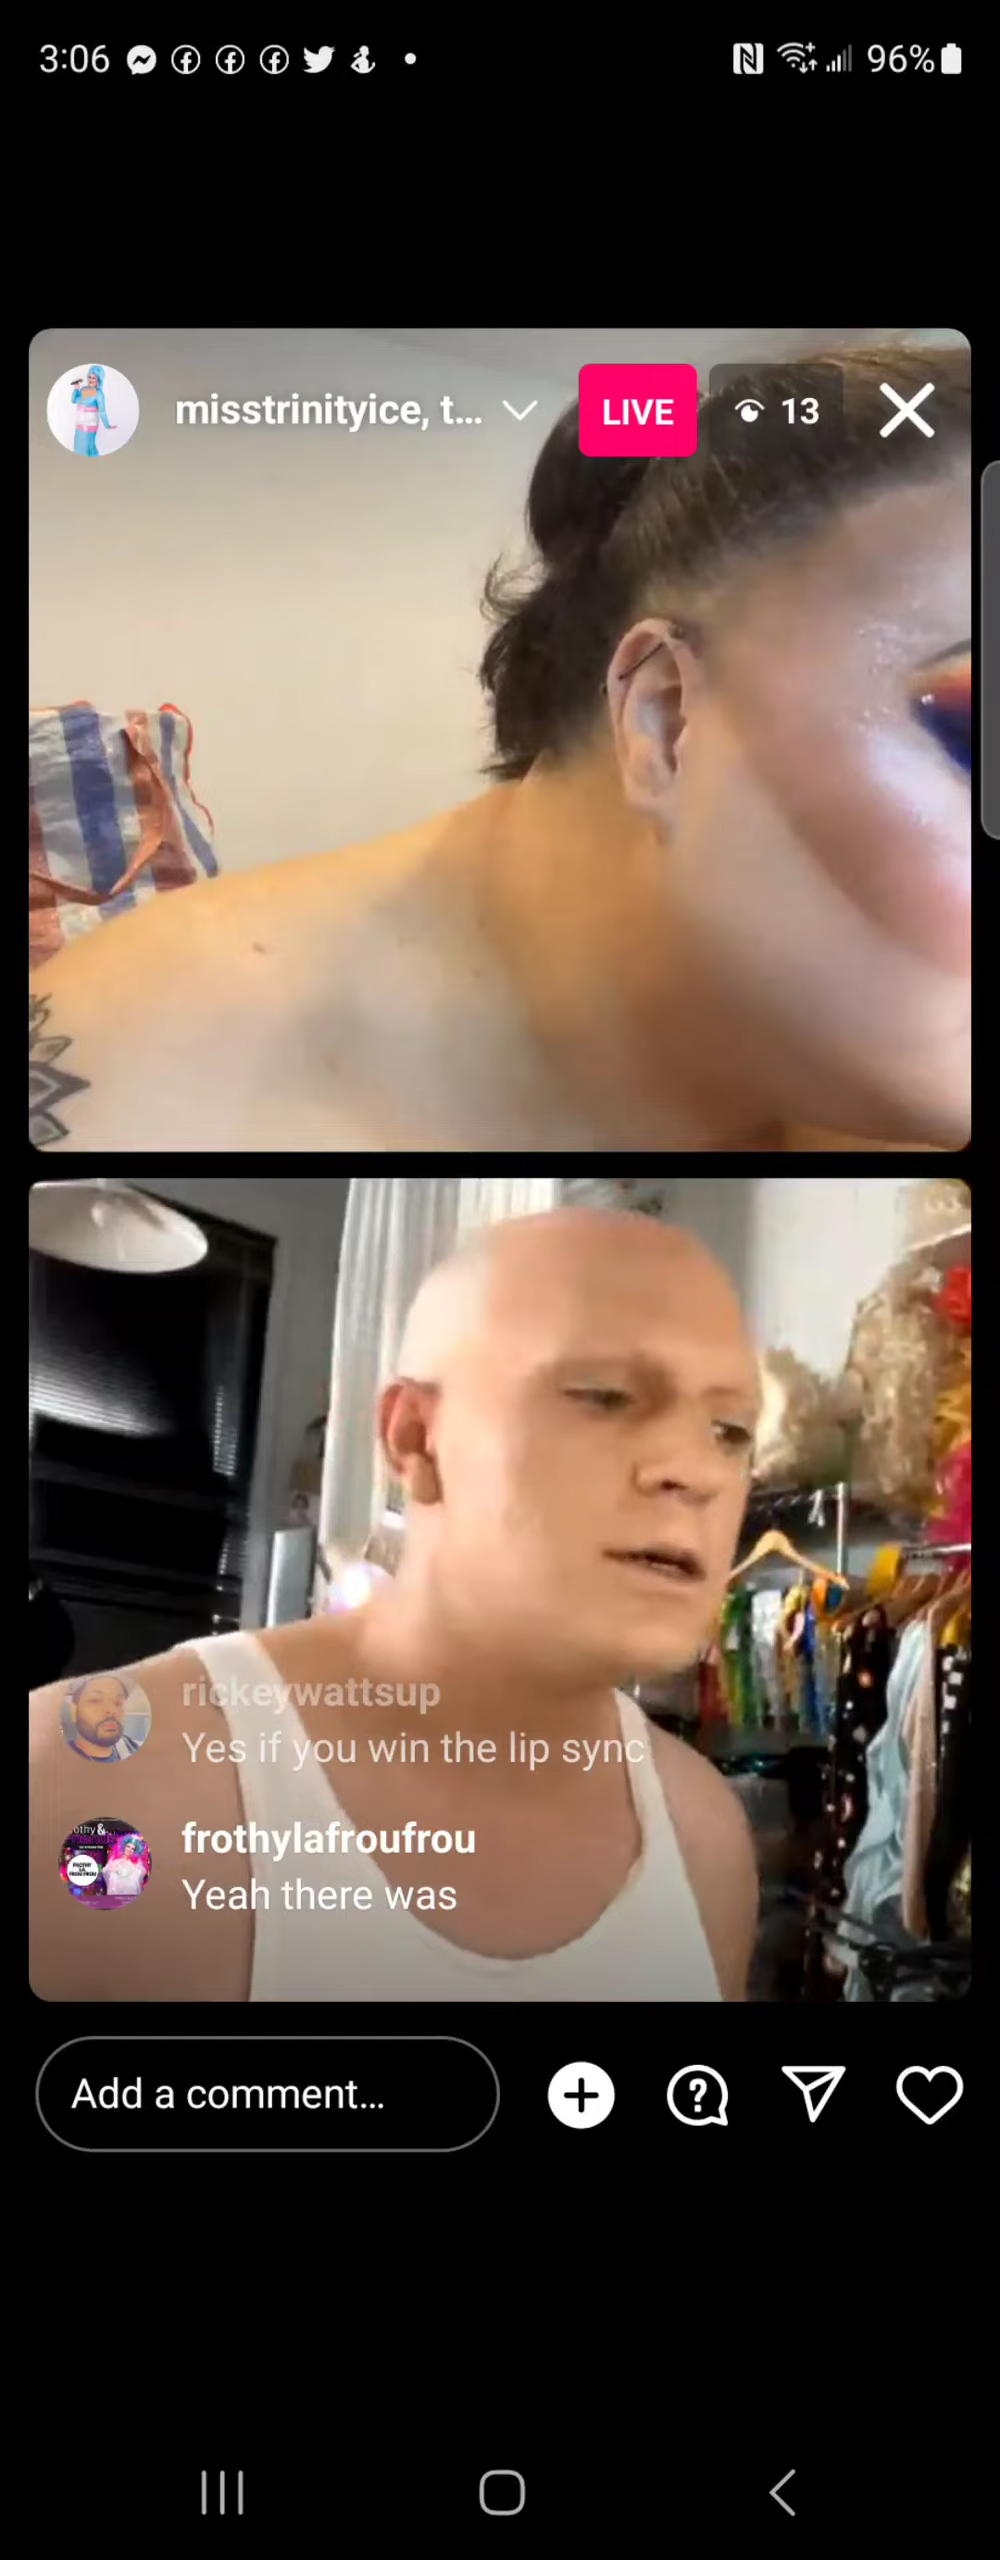 3:06
96%
misstrinityice, t...
LIVE
13
rickeywattsup
Yes if you win the lip sync
othy &
frothylafroufrou
Yeah there was
Add a comment...